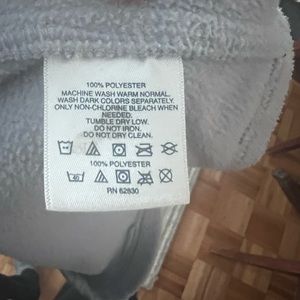 100% POLYESTER
MACHINE WASH WARM NORMAL.
WASH DARK COLORS SEPARATELY.
ONLY NON-CHLORINE BLEACH WHEN
NEEDED.
TUMBLE DRY LOW.
DO NOT IRON.
DO NOT DRY CLEAN.
100% POLYESTER
40
RN 62830